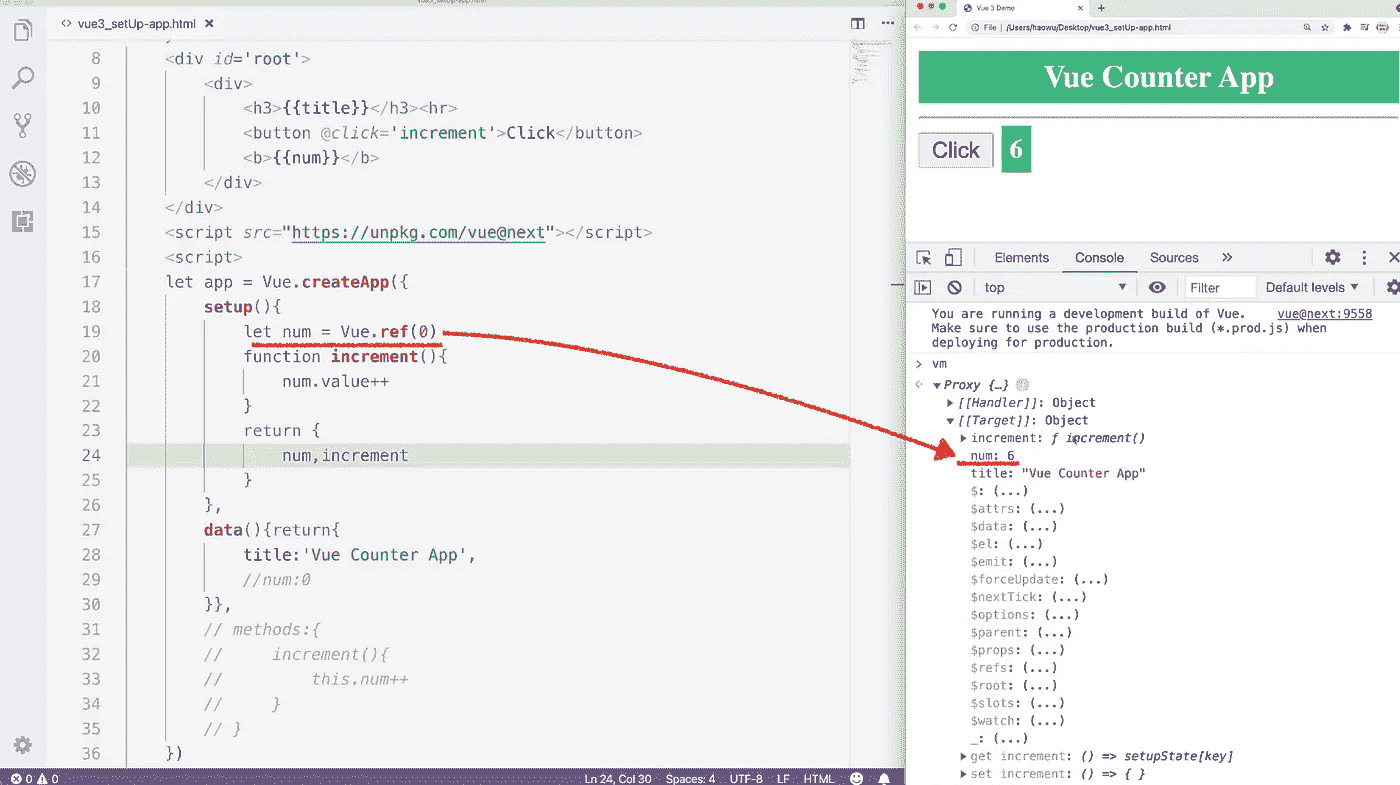 vue3_setUp-app.html
8 <div id='root'>
9 <div>
10 <h3>{{title}}</h3><hr>
11 <button @click='increment'>Click</button>
12 <b>{{num}}</b>
13 </div>
14 </div>
15 <script src="https://unpkg.com/vue@next"></script>
16 <script>
17 let app = Vue.createApp({
18 setup(){
19 let num = Vue.ref(0)
20 function increment(){
21 num.value++
22 }
23 return {
24 num,increment
25 }
26 },
27 data(){return{
28 title:'Vue Counter App',
29 //num:0
30 }},
31 // methods:{
32 // increment(){
33 // this.num++
34 // }
35 // }
36 })
0 0
Ln 24, Col 30 Spaces: 4 UTF-8 LF HTML
Vue 3 Demo
File | /Users/haowu/Desktop/vue3_setUp-app.html
Vue Counter App
Click 6
Elements Console Sources »
top Filter Default levels
You are running a development build of Vue. vue@next:9558
Make sure to use the production build (*.prod.js) when
deploying for production.
> vm
Proxy {…}
[[Handler]]: Object
[[Target]]: Object
increment: ƒ increment()
num: 6
title: "Vue Counter App"
$: (...)
$attrs: (...)
$data: (...)
$el: (...)
$emit: (...)
$forceUpdate: (...)
$nextTick: (...)
$options: (...)
$parent: (...)
$props: (...)
$refs: (...)
$root: (...)
$slots: (...)
$watch: (...)
_: (...)
get increment: () => setupState[key]
set increment: () => { }